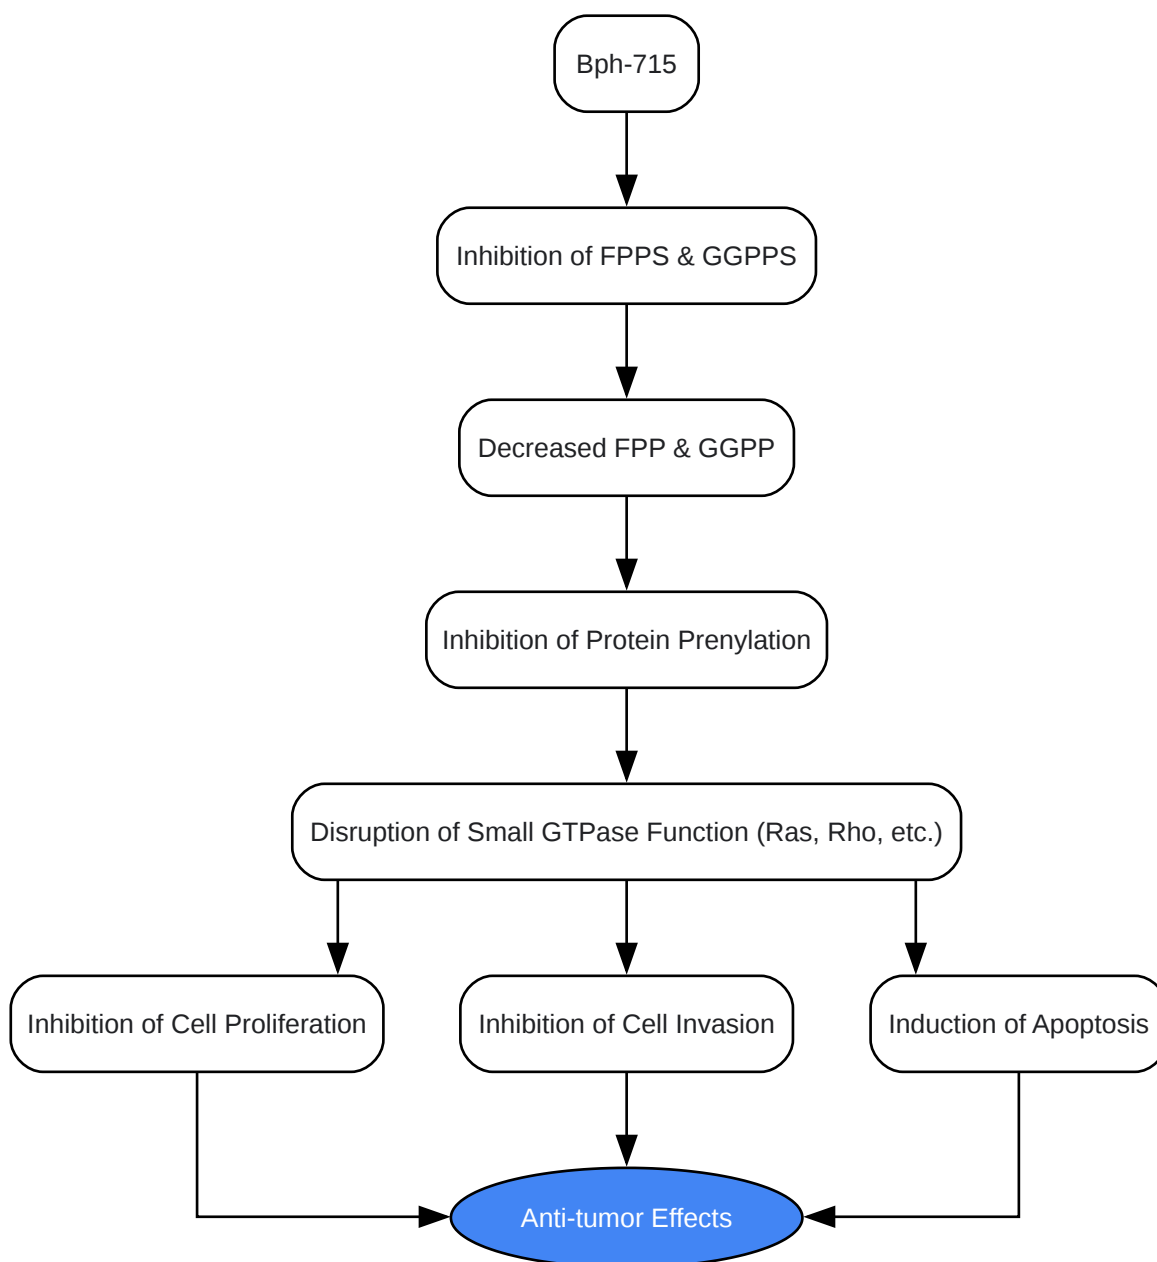 Bph-715
Inhibition of FPPS & GGPPS
Decreased FPP & GGPP
Inhibition of Protein Prenylation
Disruption of Small GTPase Function (Ras, Rho, etc.)
Inhibition of Cell Proliferation
Inhibition of Cell Invasion
Induction of Apoptosis
Anti-tumor Effects